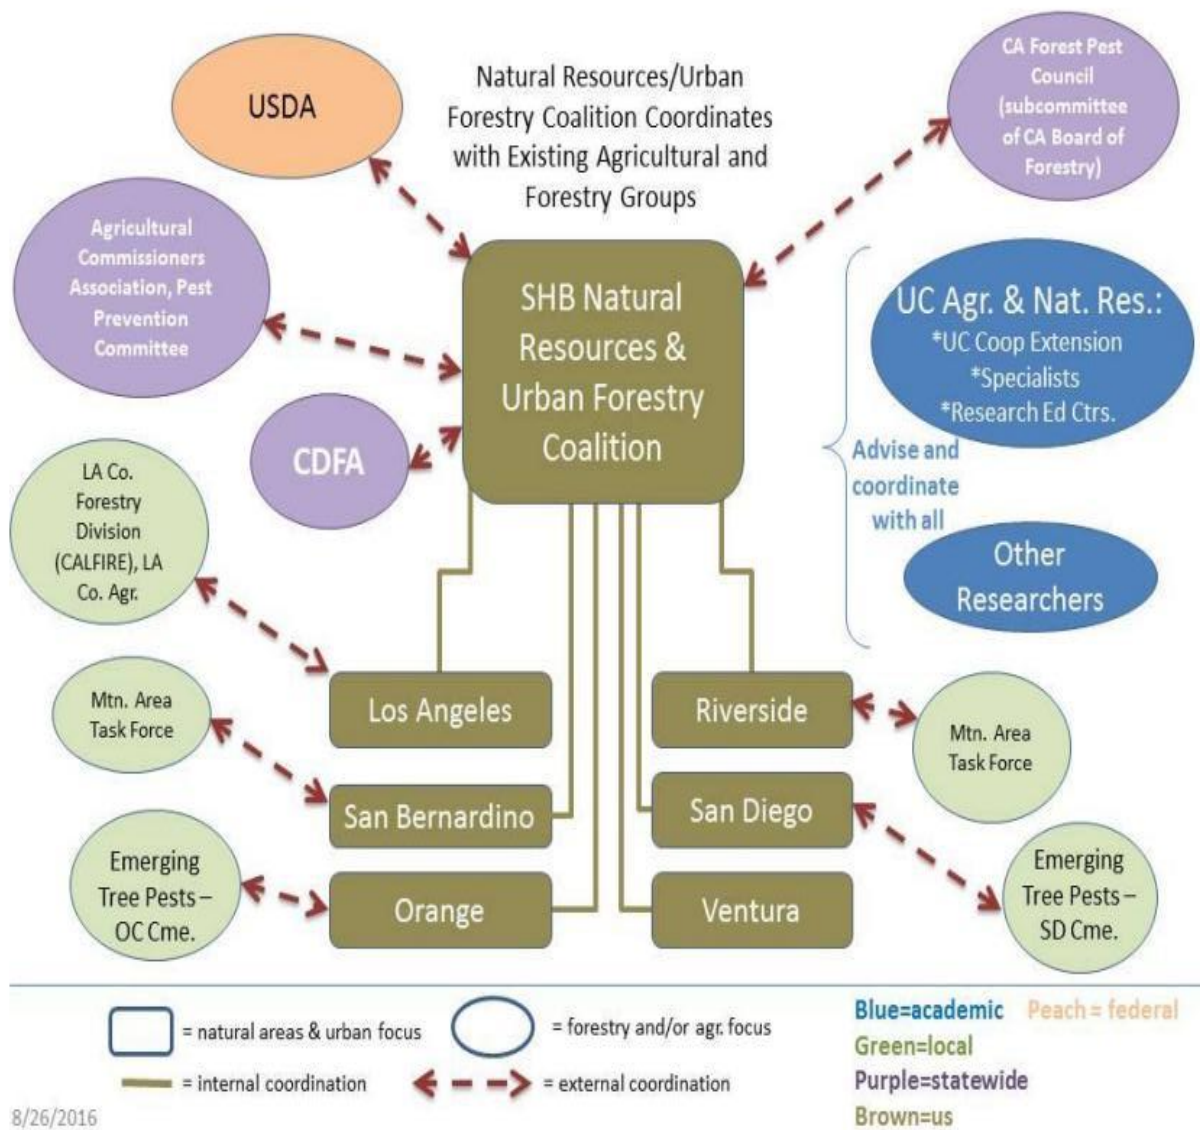 USDA
Natural Resources/Urban
Forestry Coalition Coordinates
with Existing Agricultural and
Forestry Groups
CA Forest Pest
Council
(subcommittee
of CA Board of
Forestry)
Agricultural
Commissioners
Association, Pest
Prevention
Committee
SHB Natural
Resources &
Urban Forestry
Coalition
UC Agr. & Nat. Res.:
*UC Coop Extension
*Specialists
*Research Ed Ctrs.
CDFA
Advise and
coordinate
with all
LA Co.
Forestry
Division
(CALFIRE), LA
Co. Agr.
Other
Researchers
Mtn. Area
Task Force
Los Angeles
Riverside
Mtn. Area
Task Force
San Bernardino
San Diego
Emerging
Tree Pests –
OC Cme.
Orange
Ventura
Emerging
Tree Pests –
SD Cme.
= natural areas & urban focus
= forestry and/or agr. focus
= internal coordination
= external coordination
Blue=academic Peach = federal
Green=local
Purple=statewide
Brown=us
8/26/2016